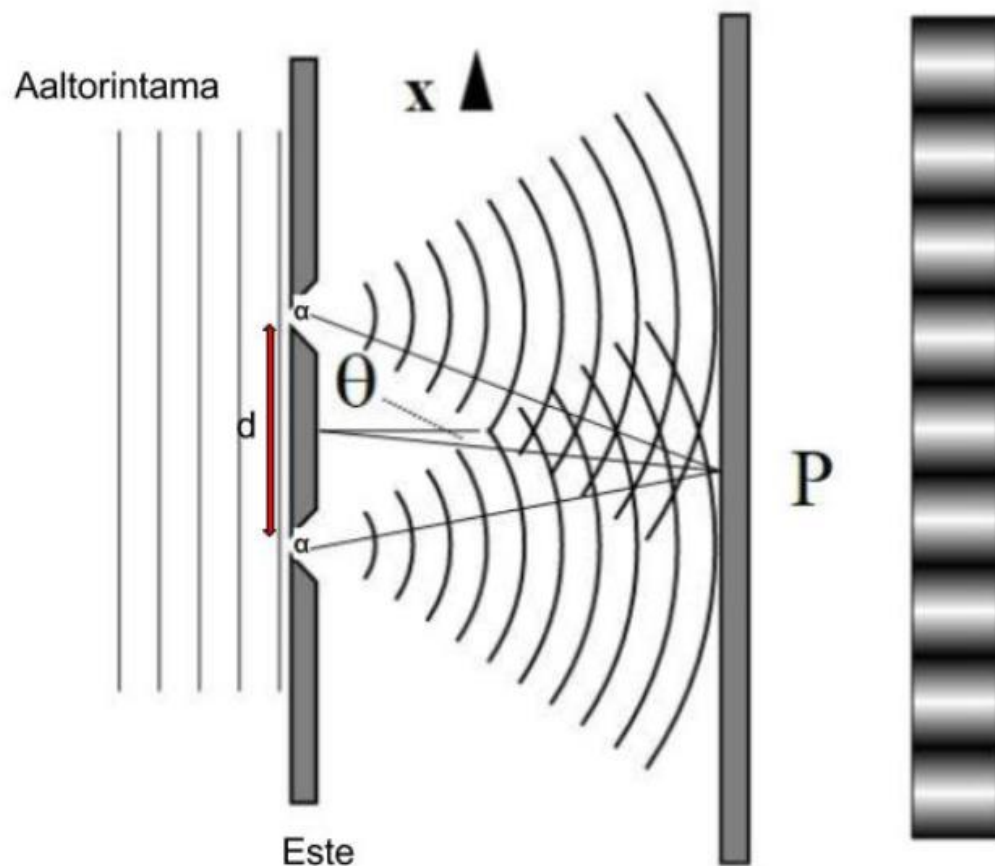 Aaltorintama
x
α
θ
d
P
α
Este